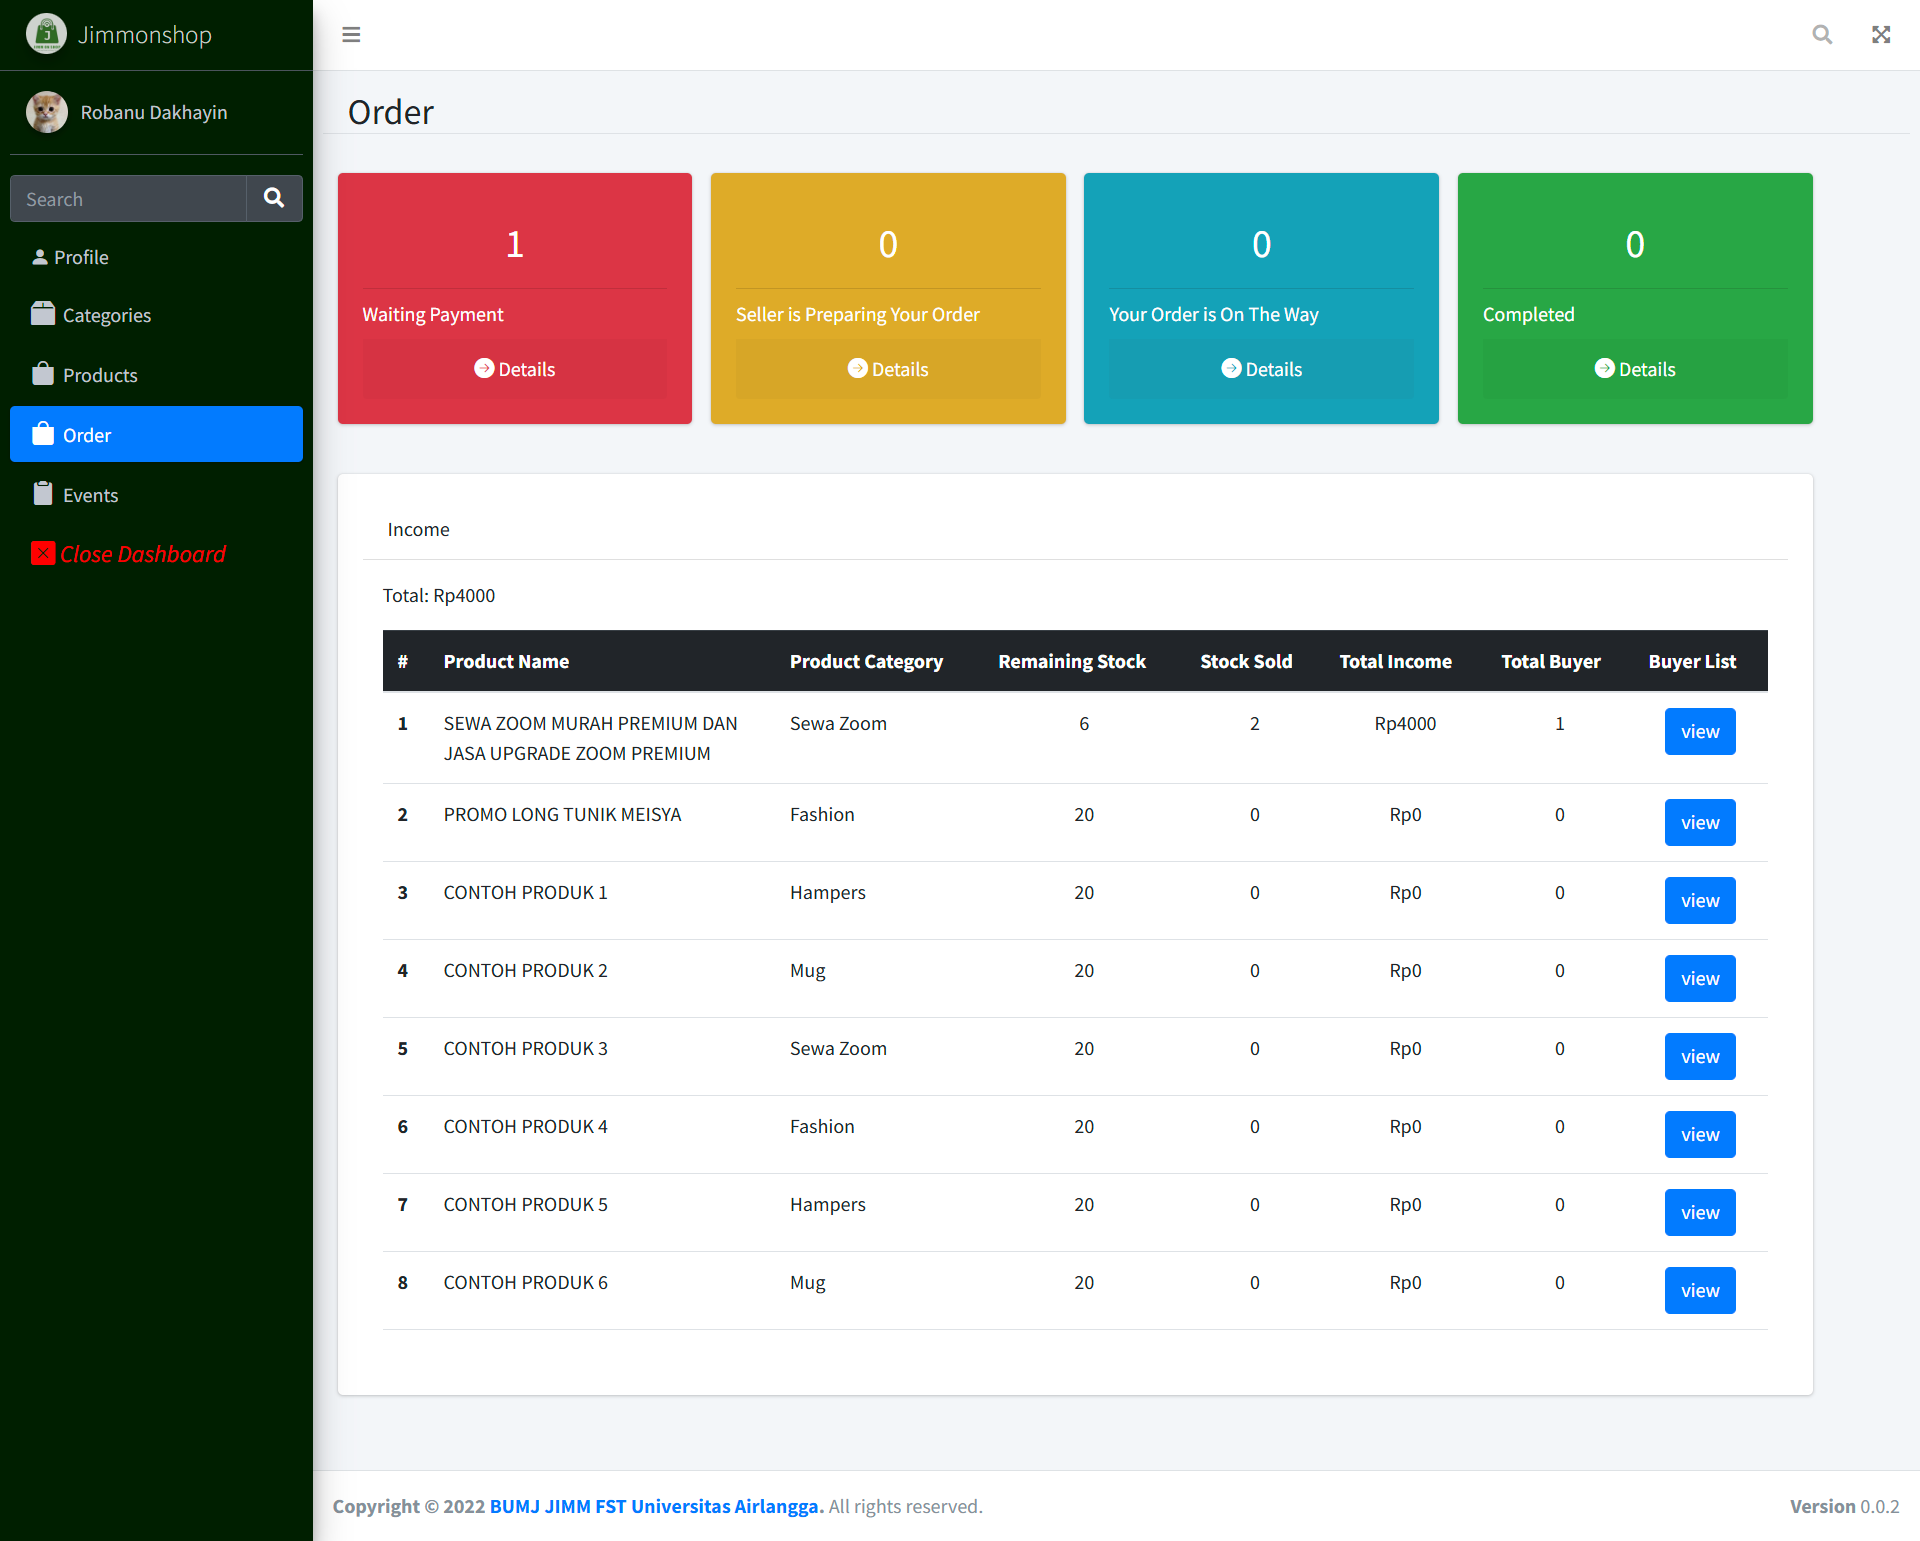 Jimmonshop
Robanu Dakhayin
Search
Profile
Categories
Products
Order
Events
Close Dashboard
Order
1
Waiting Payment
Details
0
Seller is Preparing Your Order
Details
0
Your Order is On The Way
Details
0
Completed
Details
Income
Total: Rp4000
# Product Name Product Category Remaining Stock Stock Sold Total Income Total Buyer Buyer List
1 SEWA ZOOM MURAH PREMIUM DAN Sewa Zoom 6 2 Rp4000 1 view
JASA UPGRADE ZOOM PREMIUM
2 PROMO LONG TUNIK MEISYA Fashion 20 0 Rp0 0 view
3 CONTOH PRODUK 1 Hampers 20 0 Rp0 0 view
4 CONTOH PRODUK 2 Mug 20 0 Rp0 0 view
5 CONTOH PRODUK 3 Sewa Zoom 20 0 Rp0 0 view
6 CONTOH PRODUK 4 Fashion 20 0 Rp0 0 view
7 CONTOH PRODUK 5 Hampers 20 0 Rp0 0 view
8 CONTOH PRODUK 6 Mug 20 0 Rp0 0 view
Copyright © 2022 BUMJ JIMM FST Universitas Airlangga. All rights reserved.
Version 0.0.2